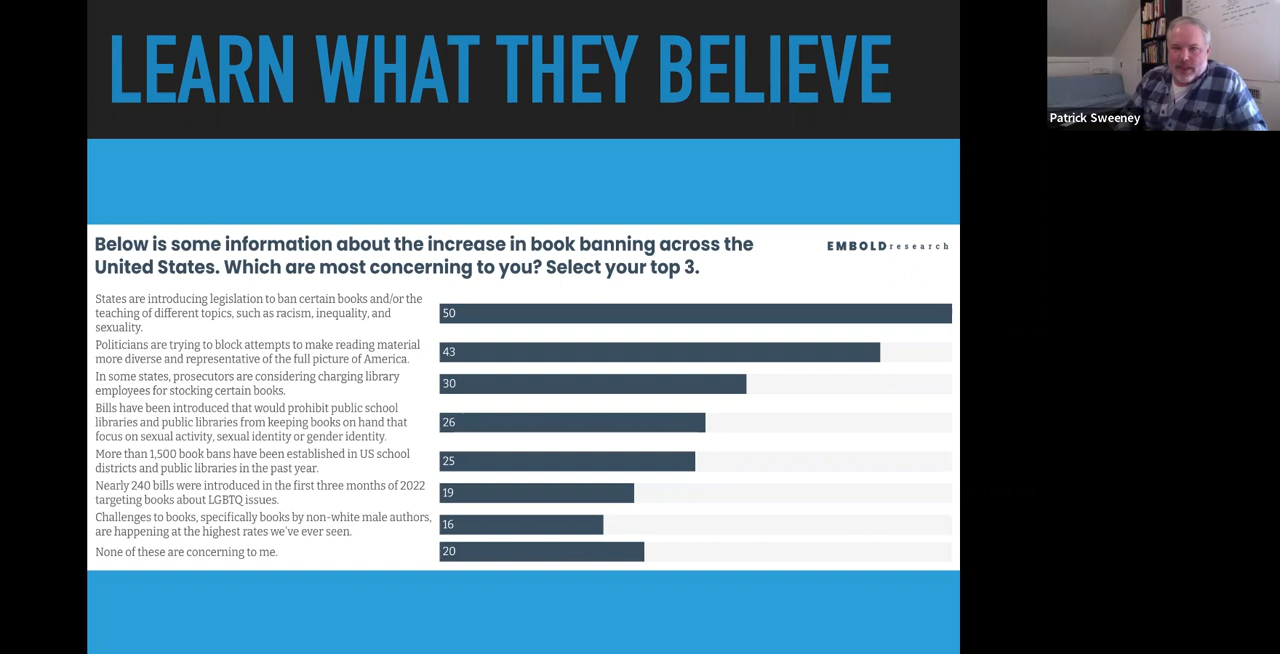 LEARN WHAT THEY BELIEVE
Patrick Sweeney
Below is some information about the increase in book banning across the
United States. Which are most concerning to you? Select your top 3.
EMBOLD research
States are introducing legislation to ban certain books and/or the
teaching of different topics, such as racism, inequality, and
sexuality.
50
Politicians are trying to block attempts to make reading material
more diverse and representative of the full picture of America.
43
In some states, prosecutors are considering charging library
employees for stocking certain books.
30
Bills have been introduced that would prohibit public school
libraries and public libraries from keeping books on hand that
focus on sexual activity, sexual identity or gender identity.
26
More than 1,500 book bans have been established in US school
districts and public libraries in the past year.
25
Nearly 240 bills were introduced in the first three months of 2022
targeting books about LGBTQ issues.
19
Challenges to books, specifically books by non-white male authors,
are happening at the highest rates we've ever seen.
16
None of these are concerning to me.
20